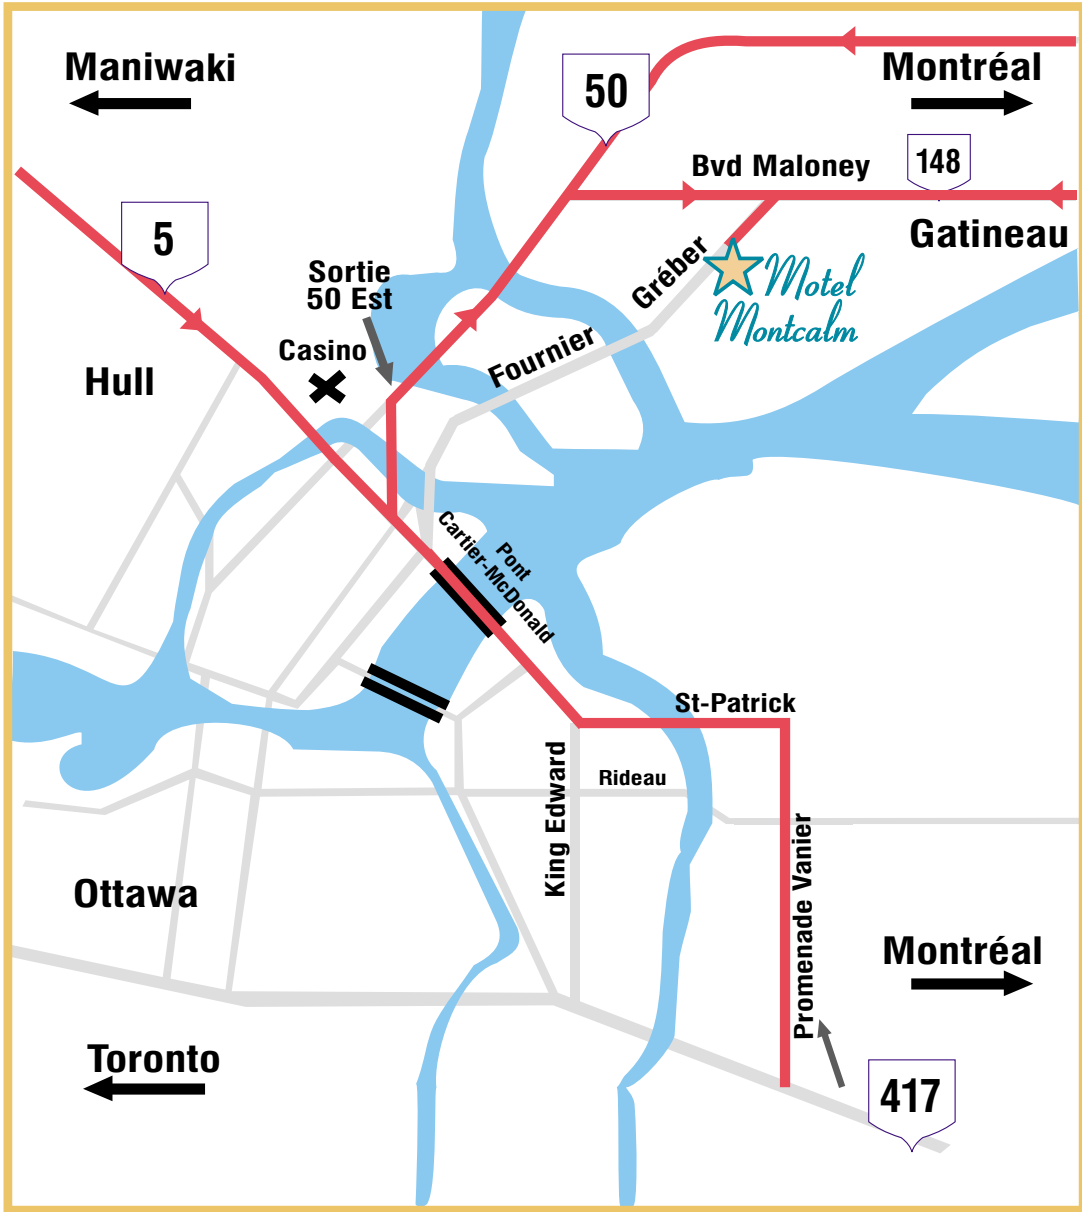 Maniwaki
50
Montréal
Bvd Maloney
148
5
Gatineau
Sortie
50 Est
Gréber
Motel
Montcalm
Casino
Fournier
Hull
Pont
Cartier-McDonald
St-Patrick
King Edward
Rideau
Promenade Vanier
Ottawa
Montréal
Toronto
417